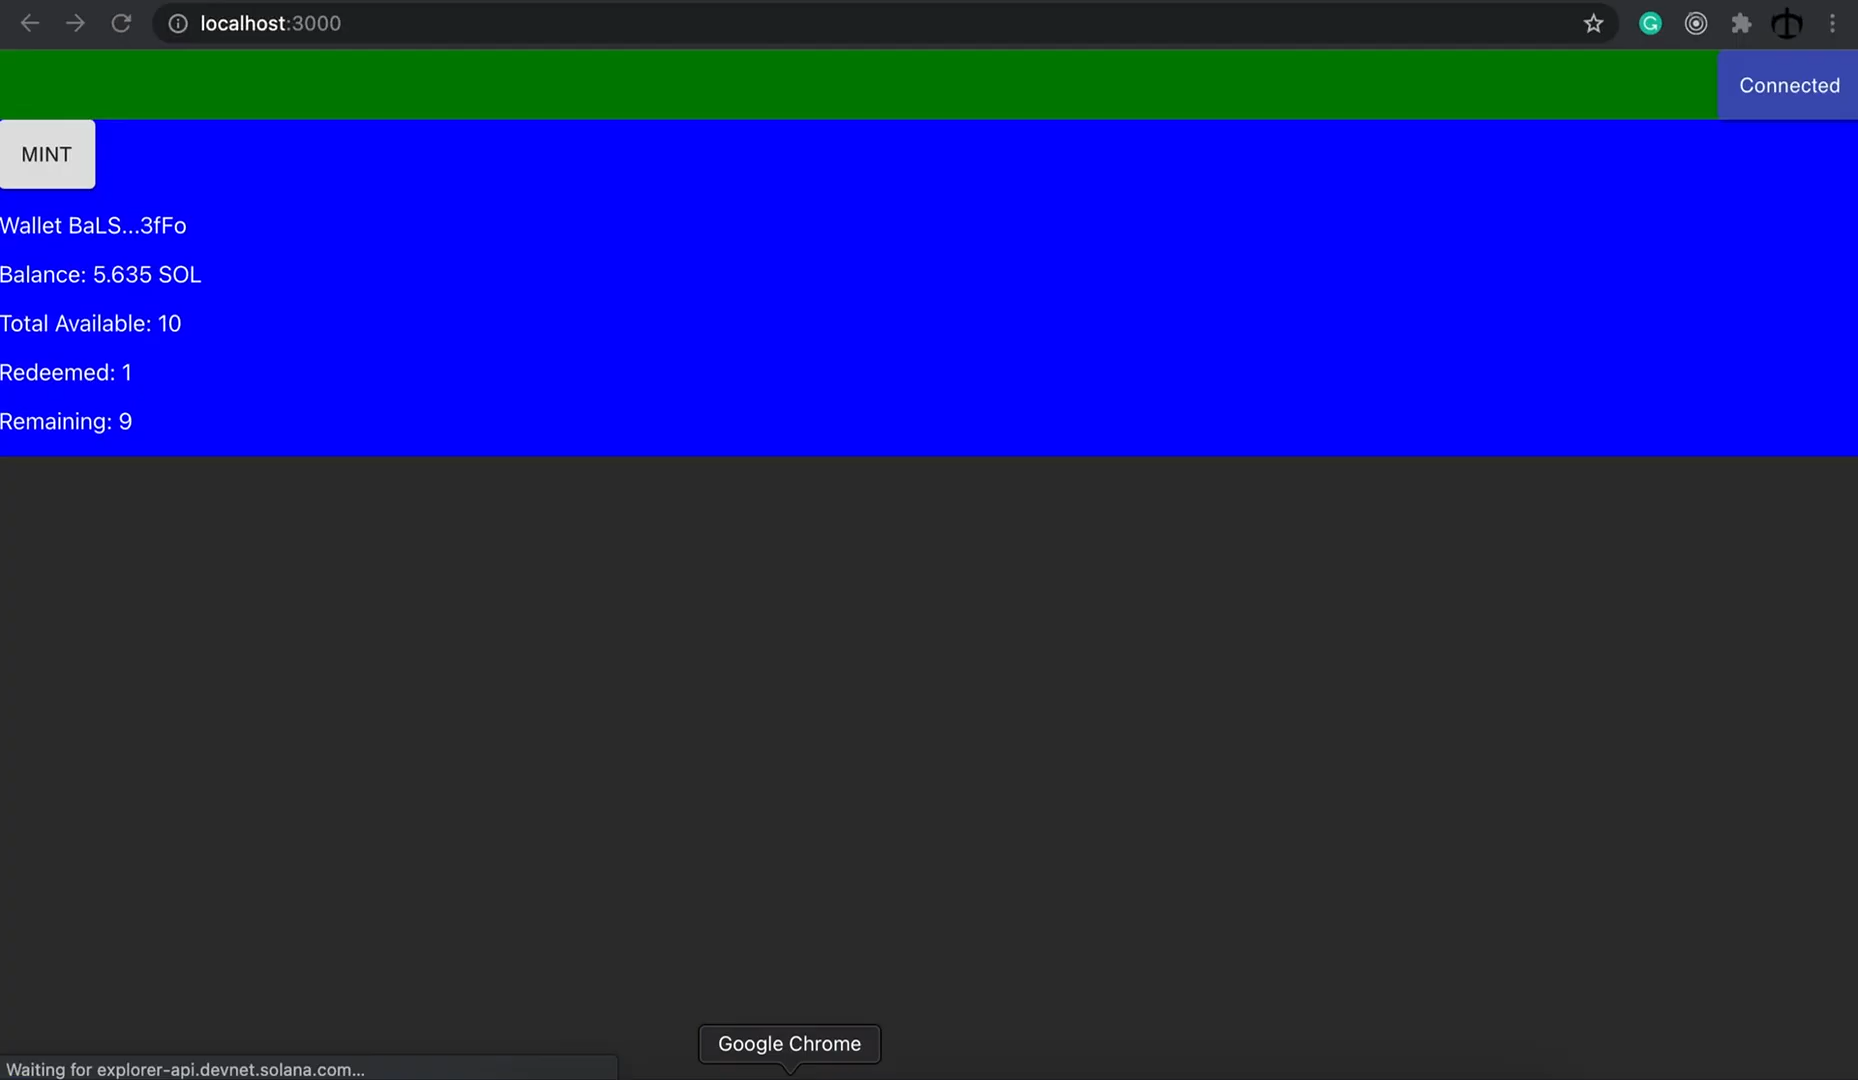 localhost:3000
Connected
MINT
Wallet BaLS...3fFo
Balance: 5.635 SOL
Total Available: 10
Redeemed: 1
Remaining: 9
Google Chrome
Waiting for explorer-api.devnet.solana.com...